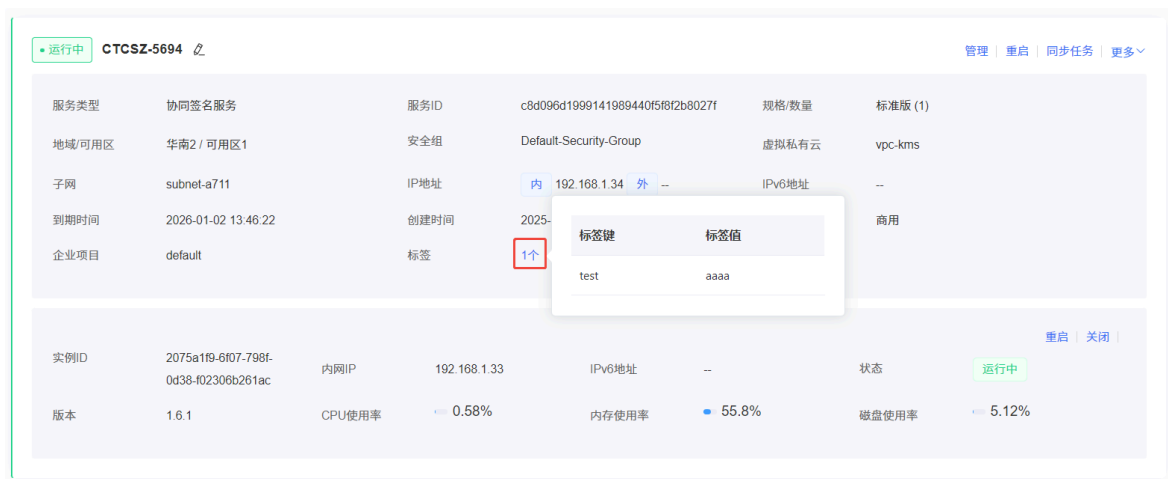 运行中 CTCSZ-5694 管理 重启 同步任务 更多
服务类型 协同签名服务 服务ID c8d096d1999141989440f5f8f2b8027f 规格/数量 标准版 (1)
地域/可用区 华南2 / 可用区1 安全组 Default-Security-Group 虚拟私有云 vpc-kms
子网 subnet-a711 IP地址 内 192.168.1.34 外 -- IPv6地址 --
到期时间 2026-01-02 13:46:22 创建时间 2025- 商用
标签键 标签值
企业项目 default 标签 1个
test aaaa
重启 关闭
实例ID 2075a1f9-6f07-798f-
0d38-f02306b261ac 内网IP 192.168.1.33 IPv6地址 -- 状态 运行中
版本 1.6.1 CPU使用率 0.58% 内存使用率 55.8% 磁盘使用率 5.12%